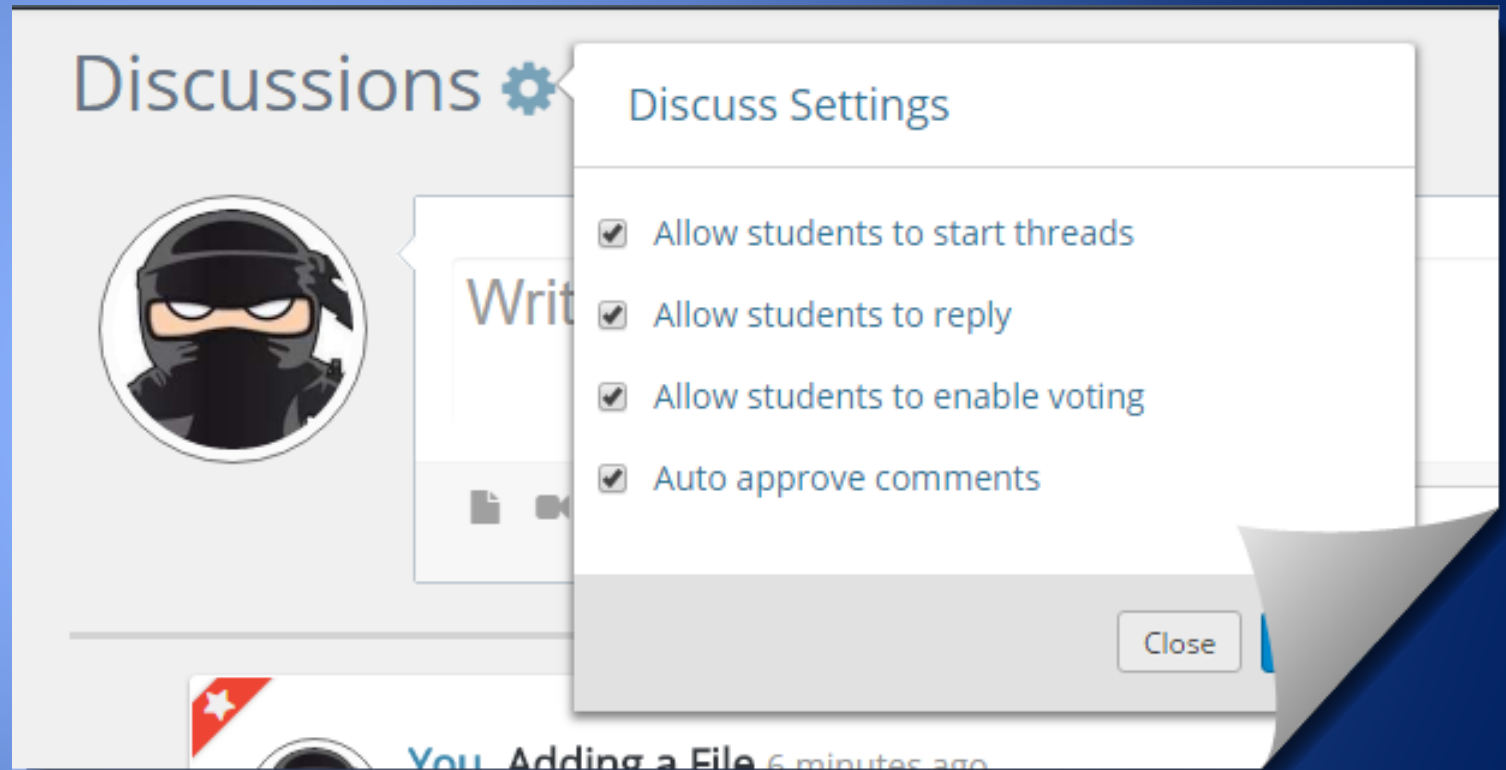 Discussions
Discuss Settings
Allow students to start threads
Writ
Allow students to reply
Allow students to enable voting
Auto approve comments
Close
You Adding a File 6 minutes ago